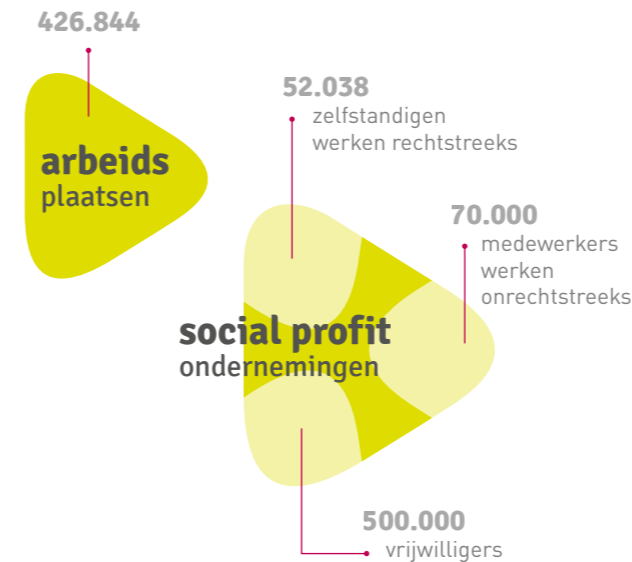 426.844
arbeids
plaatsen
52.038
zelfstandigen
werken rechtstreeks
70.000
medewerkers
werken
onrechtstreeks
social profit
ondernemingen
500.000
vrijwilligers